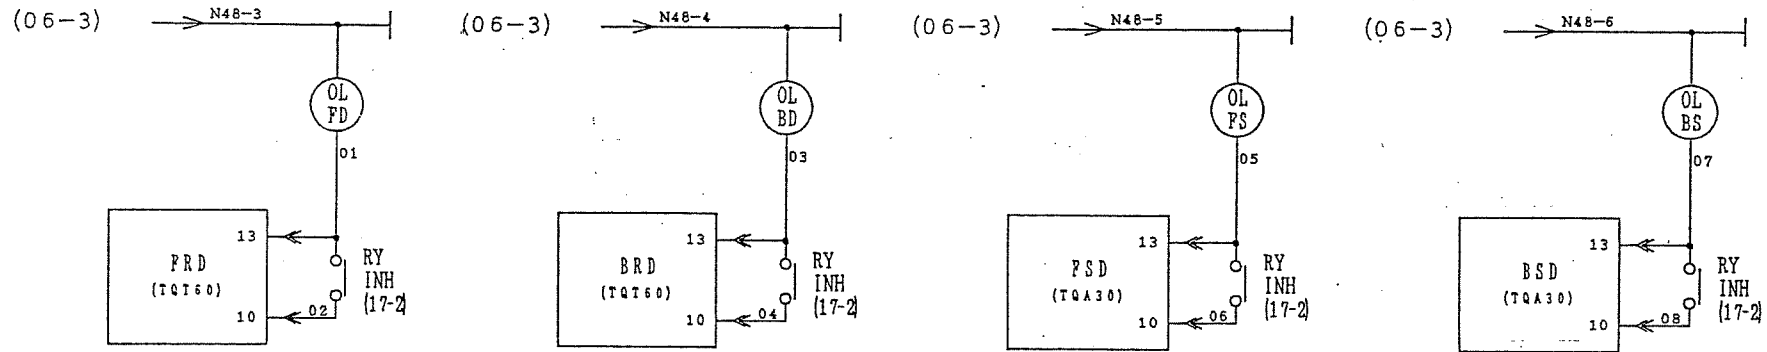 (06-3) N48-3
OL
FD
01
13
FRD
(TQT60)
RY
INH
(17-2)
02
10
(06-3) N48-4
OL
BD
03
13
BRD
(TQT60)
RY
INH
(17-2)
04
10
(06-3) N48-5
OL
FS
05
13
FSD
(TQA30)
RY
INH
(17-2)
06
10
(06-3) N48-6
OL
BS
07
13
BSD
(TQA30)
RY
INH
(17-2)
08
10